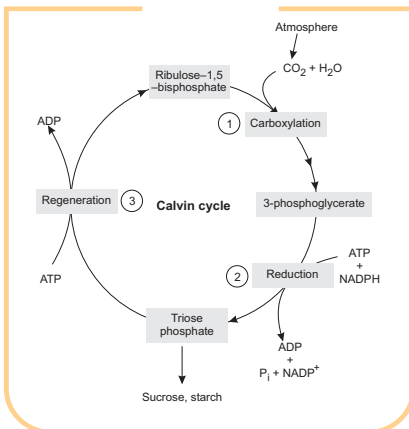 Atmosphere
Ribulose–1,5
–bisphosphate
CO2 + H2O
1 Carboxylation
ADP
Regeneration 3
Calvin cycle
3-phosphoglycerate
ATP
+
NADPH
2 Reduction
ATP
Triose
phosphate
ADP
+
Pi + NADP+
Sucrose, starch